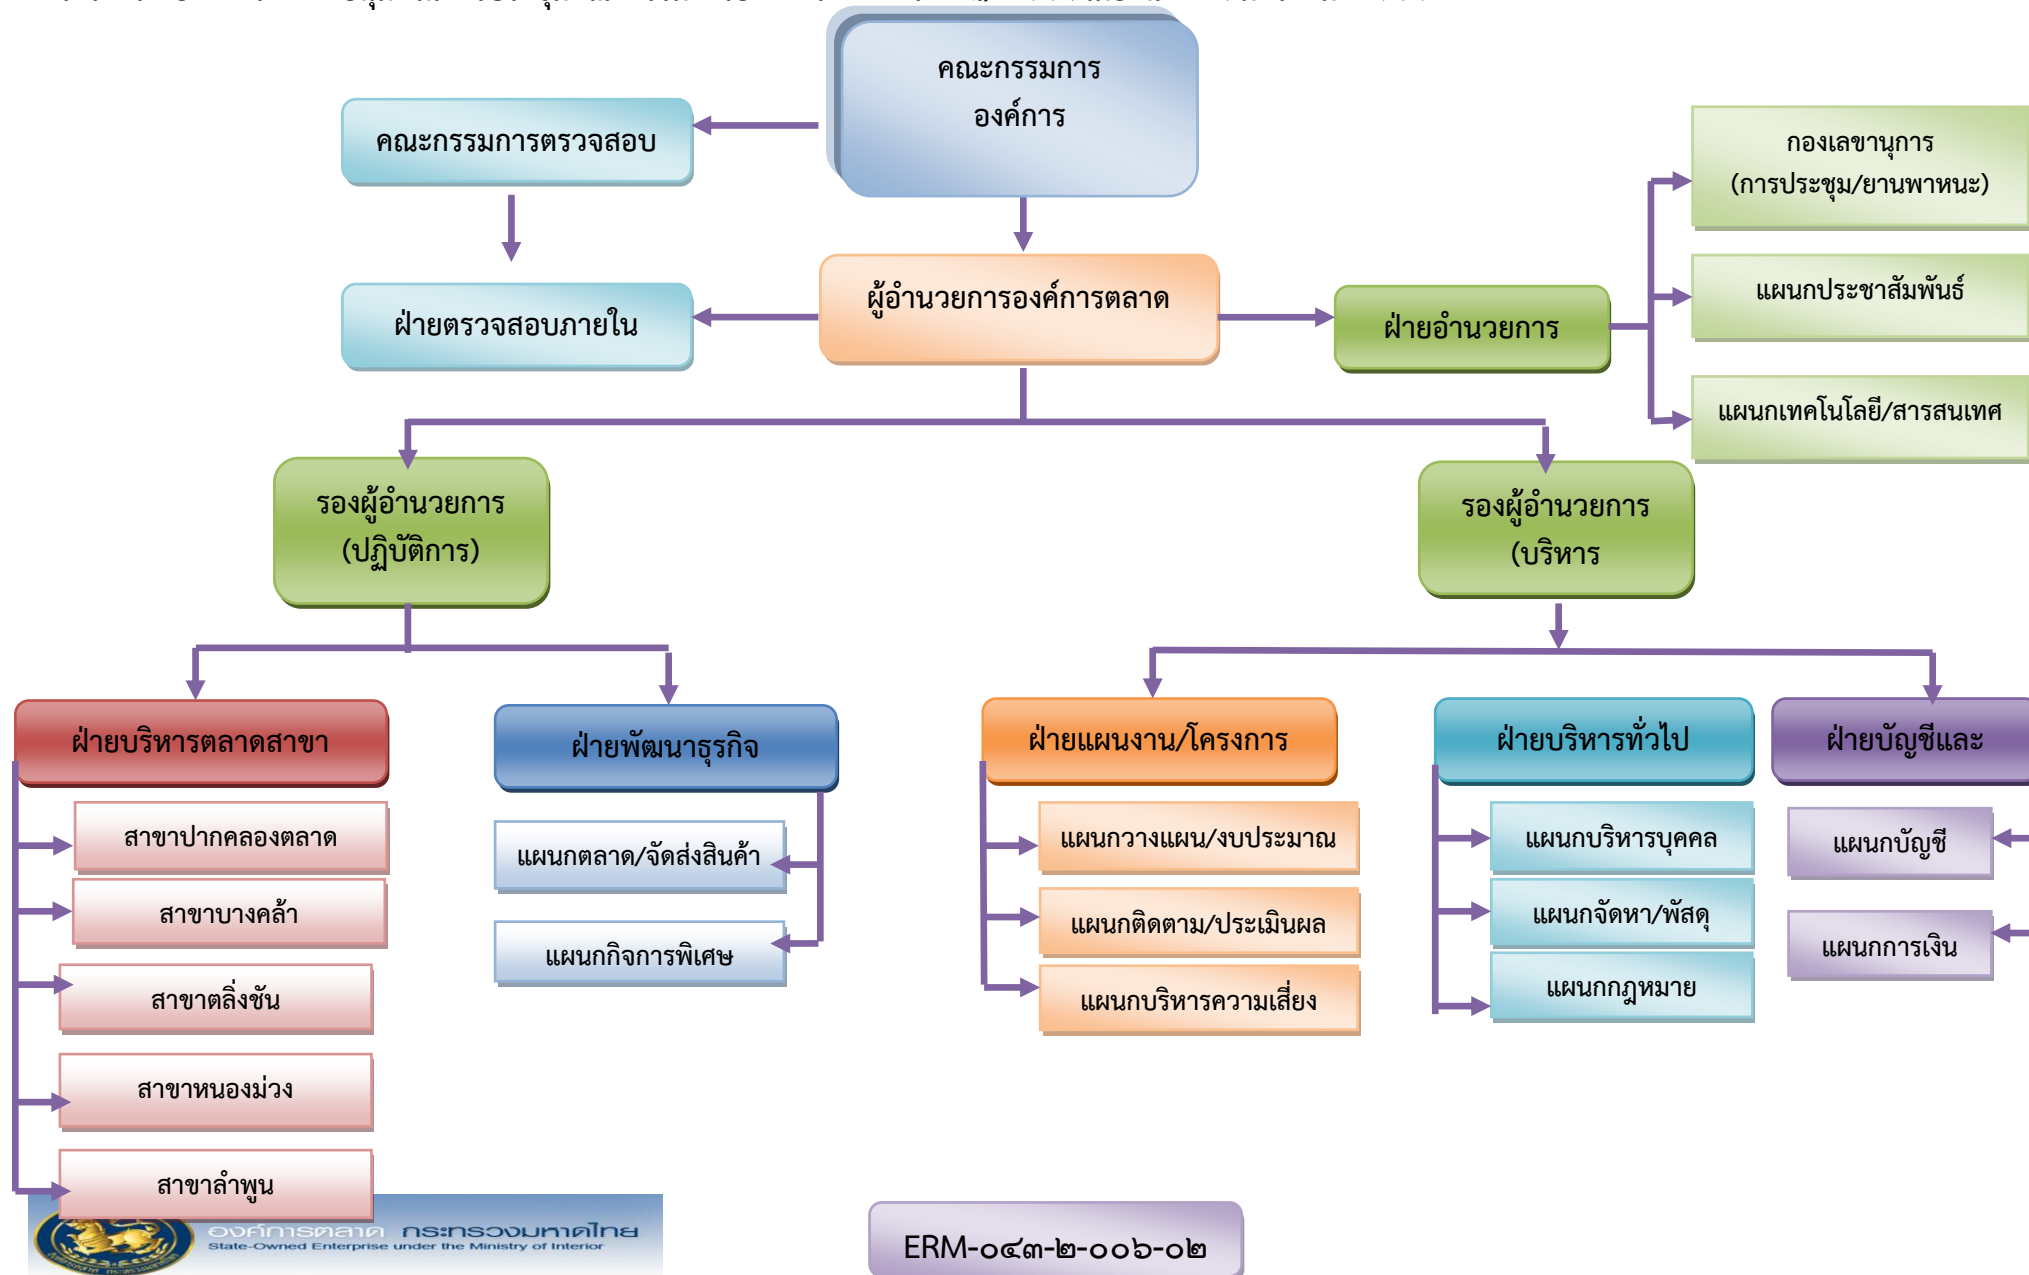 คณะกรรมการ
องค์การ
คณะกรรมการตรวจสอบ
กองเลขานุการ
(การประชุม/ยานพาหนะ)
ผู้อำนวยการองค์การตลาด
ฝ่ายตรวจสอบภายใน
ฝ่ายอำนวยการ
แผนกประชาสัมพันธ์
แผนกเทคโนโลยี/สารสนเทศ
รองผู้อำนวยการ
(ปฏิบัติการ)
รองผู้อำนวยการ
(บริหาร
ฝ่ายบริหารตลาดสาขา
ฝ่ายพัฒนาธุรกิจ
ฝ่ายแผนงาน/โครงการ
ฝ่ายบริหารทั่วไป
ฝ่ายบัญชีและ
สาขาปากคลองตลาด
สาขาบางคล้า
สาขาตลิ่งชัน
สาขาหนองม่วง
สาขาลำพูน
แผนกตลาด/จัดส่งสินค้า
แผนกกิจการพิเศษ
แผนกวางแผน/งบประมาณ
แผนกติดตาม/ประเมินผล
แผนกบริหารความเสี่ยง
แผนกบริหารบุคคล
แผนกจัดหา/พัสดุ
แผนกกฎหมาย
แผนกบัญชี
แผนกการเงิน
องค์การตลาด กระทรวงมหาดไทย
State-Owned Enterprise under the Ministry of Interior
ERM-๐๔๓-๒-๐๐๖-๐๒